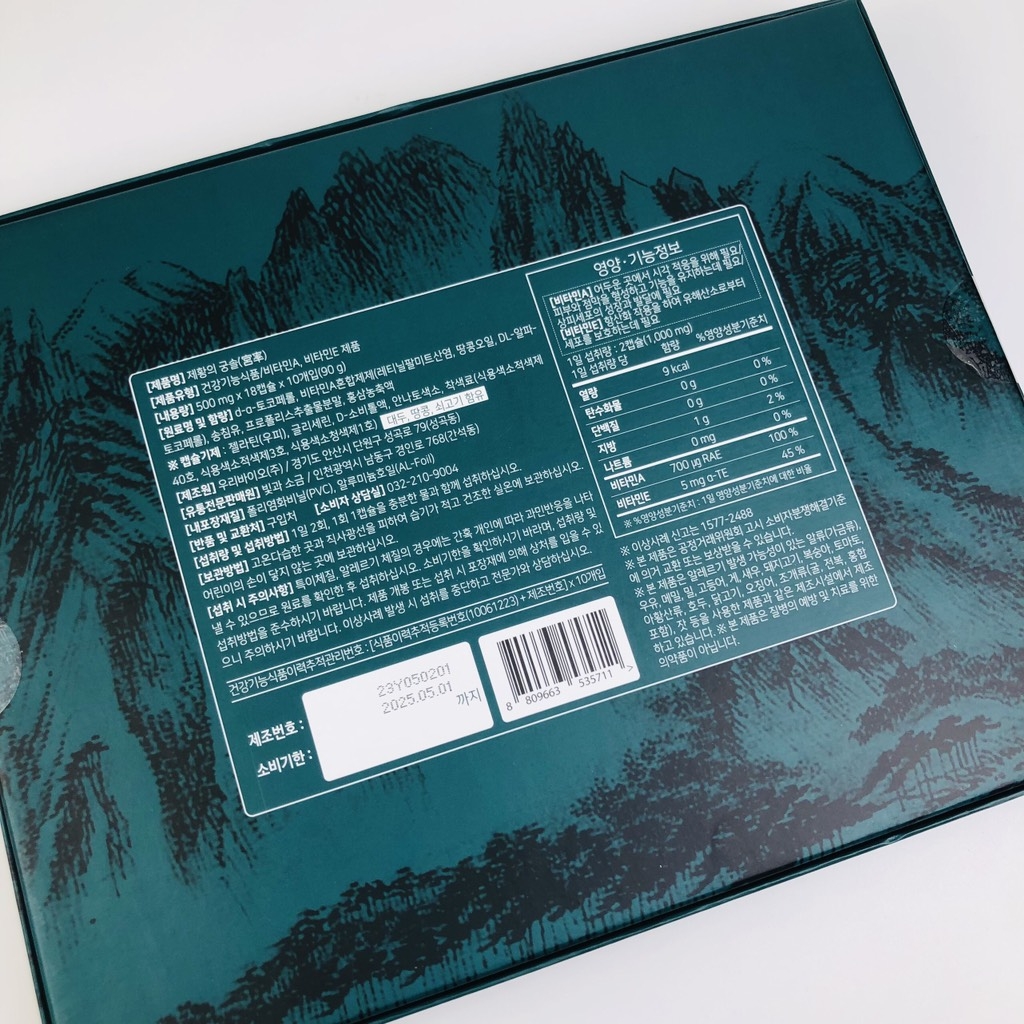 [제품명] 제황의 궁솔(宮率)
[제품유형] 건강기능식품/비타민A, 비타민E 제품
[내용량] 500 mg x 18캡슐 x 10개입(90 g)
[원료명 및 함량] d-α-토코페롤, 비타민A혼합제제(레티닐팔미트산염, 땅콩오일, DL-알파-
토코페롤), 송침유, 프로폴리스추출물분말, 홍삼농축액
※ 캡슐기제 : 젤라틴(우피), 글리세린, D-소비톨액, 안나토색소, 착색료(식용색소적색제
40호, 식용색소적색제3호, 식용색소청색제1호) 대두, 땅콩, 쇠고기 함유
[제조원] 우리바이오(주) / 경기도 안산시 단원구 성곡로 79(성곡동)
[유통전문판매원] 빛과 소금 / 인천광역시 남동구 경인로 768(간석동)
[내포장재질] 폴리염화비닐(PVC), 알루미늄호일(AL-Foil)
[반품 및 교환처] 구입처 [소비자 상담실] 032-210-9004
[섭취량 및 섭취방법] 1일 2회, 1회 1캡슐을 충분한 물과 함께 섭취하십시오.
[보관방법] 고온다습한 곳과 직사광선을 피하여 습기가 적고 건조한 실온에 보관하십시오.
어린이의 손이 닿지 않는 곳에 보관하십시오.
[섭취 시 주의사항] 특이체질, 알레르기 체질의 경우에는 간혹 개인에 따라 과민반응을 나타
낼 수 있으므로 원료를 확인한 후 섭취하십시오. 소비기한을 확인하시기 바라며, 섭취량 및
섭취방법을 준수하시기 바랍니다. 제품 개봉 또는 섭취 시 포장재에 의해 상처를 입을 수 있
으니 주의하시기 바랍니다. 이상사례 발생 시 섭취를 중단하고 전문가와 상담하십시오.
건강기능식품이력추적관리번호 : [식품이력추적등록번호(10061223) + 제조번호] x 10개입
제조번호 : 23Y050201
소비기한 : 2025.05.01 까지
8 809663 535711 >
영양·기능정보
[비타민A] 어두운 곳에서 시각 적응을 위해 필요/
피부와 점막을 형성하고 기능을 유지하는데 필요/
상피세포의 성장과 발달에 필요
[비타민E] 항산화 작용을 하여 유해산소로부터
세포를 보호하는데 필요
1일 섭취량 : 2캡슐(1,000 mg)
1일 섭취량 당 함량 %영양성분기준치
열량 9 kcal
탄수화물 0 g 0 %
단백질 0 g 0 %
지방 1 g 2 %
나트륨 0 mg 0 %
비타민A 700 μg RAE 100 %
비타민E 5 mg α-TE 45 %
※ %영양성분기준치 : 1일 영양성분기준치에 대한 비율
※ 이상사례 신고는 1577-2488
※ 본 제품은 공정거래위원회 고시 소비자분쟁해결기준
에 의거 교환 또는 보상받을 수 있습니다.
※ 본 제품은 알레르기 발생 가능성이 있는 알류(가금류),
우유, 메밀, 밀, 고등어, 게, 새우, 돼지고기, 복숭아, 토마토,
아황산류, 호두, 닭고기, 오징어, 조개류(굴, 전복, 홍합
포함), 잣 등을 사용한 제품과 같은 제조시설에서 제조
하고 있습니다. ※ 본 제품은 질병의 예방 및 치료를 위한
의약품이 아닙니다.